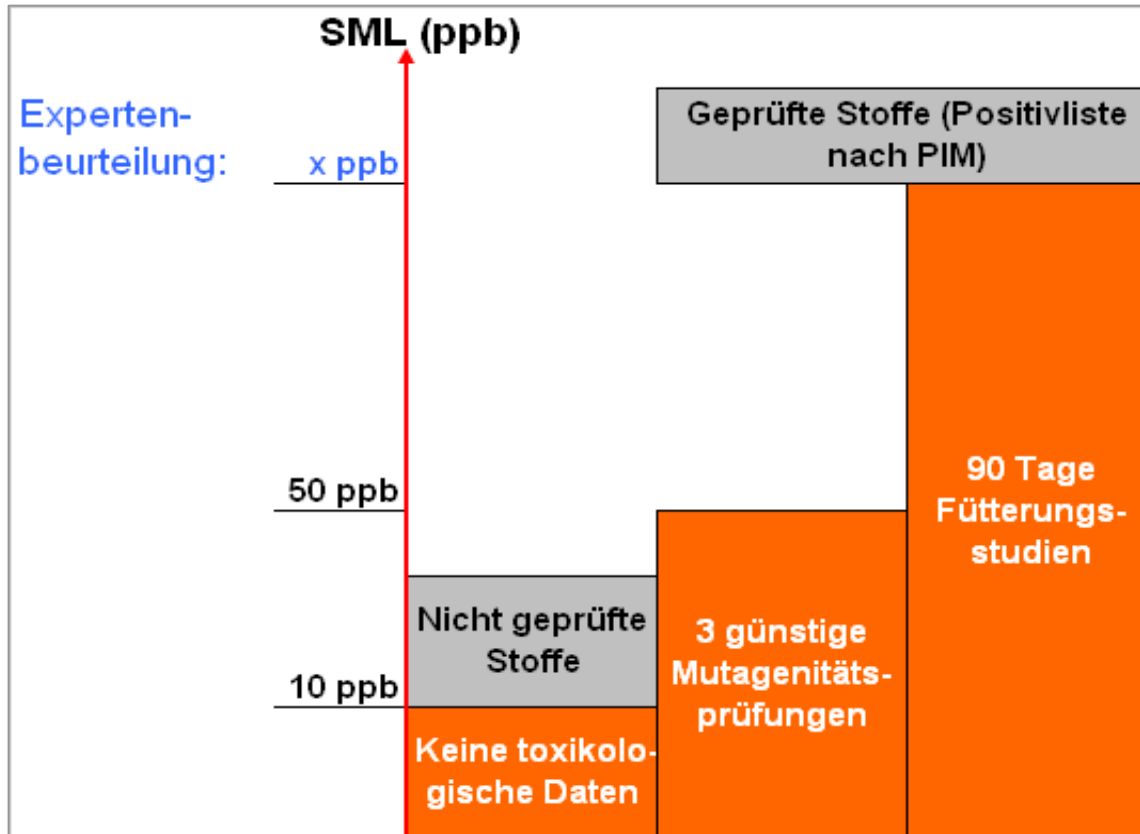 SML (ppb)
Experten-
beurteilung:
x ppb
Geprüfte Stoffe (Positivliste
nach PIM)
50 ppb
90 Tage
Fütterungs-
studien
Nicht geprüfte
Stoffe
3 günstige
Mutagenitäts-
prüfungen
10 ppb
Keine toxikolo-
gische Daten